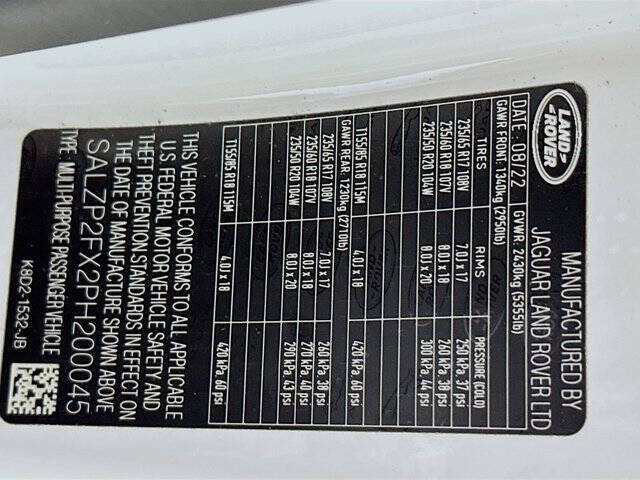 LAND ROVER
MANUFACTURED BY
JAGUAR LAND ROVER LTD
DATE: 08/22 GVWR: 2430kg (5355lb)
GAWR FRONT: 1340kg (2950lb)
TIRES RIMS PRESSURE (COLD)
235/65 R17 108V 7.0J x 17 250 kPa 37 psi
235/60 R18 107V 8.0J x 18 260 kPa 38 psi
235/50 R20 104W 8.0J x 20 300 kPa 44 psi
T155/85 R18 115M 4.0J x 18 420 kPa 60 psi
GAWR REAR: 1230kg (2710lb)
235/65 R17 108V 7.0J x 17 260 kPa 38 psi
235/60 R18 107V 8.0J x 18 270 kPa 40 psi
235/50 R20 104W 8.0J x 20 290 kPa 43 psi
T155/85 R18 115M 4.0J x 18 420 kPa 60 psi
THIS VEHICLE CONFORMS TO ALL APPLICABLE
U.S. FEDERAL MOTOR VEHICLE SAFETY AND
THEFT PREVENTION STANDARDS IN EFFECT ON
THE DATE OF MANUFACTURE SHOWN ABOVE
SALZP2FX2PH200045
TYPE: MULTI PURPOSE PASSENGER VEHICLE
K8D2-1532-JB